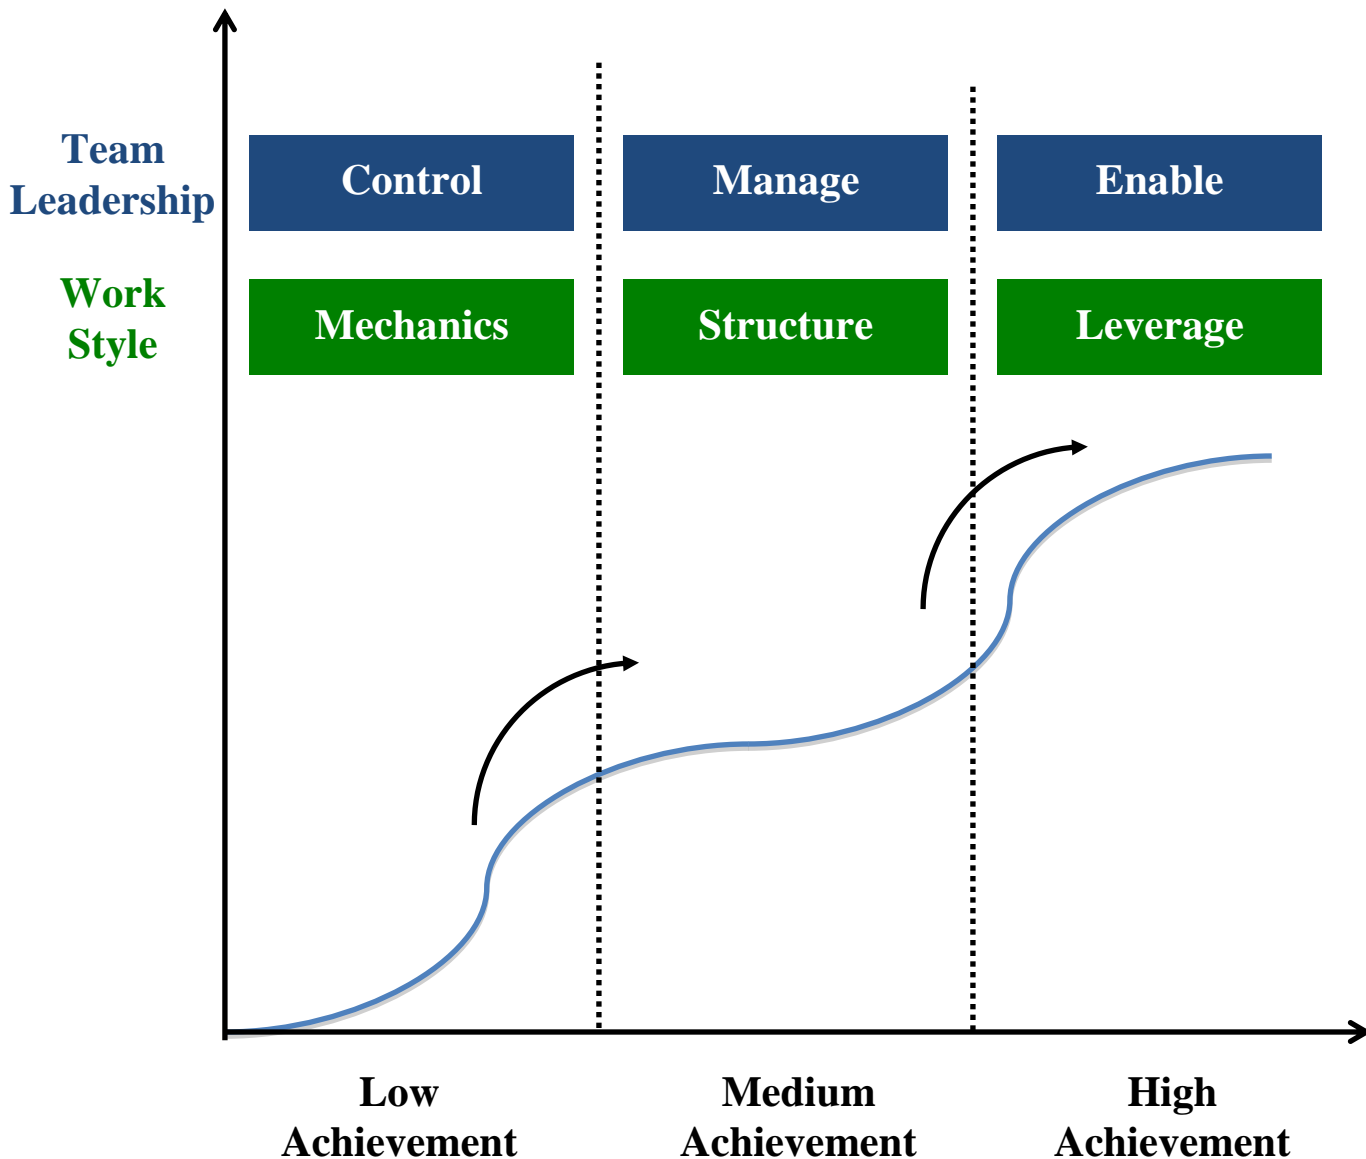 Team
Leadership
Control
Manage
Enable
Work
Style
Mechanics
Structure
Leverage
Low
Achievement
Medium
Achievement
High
Achievement